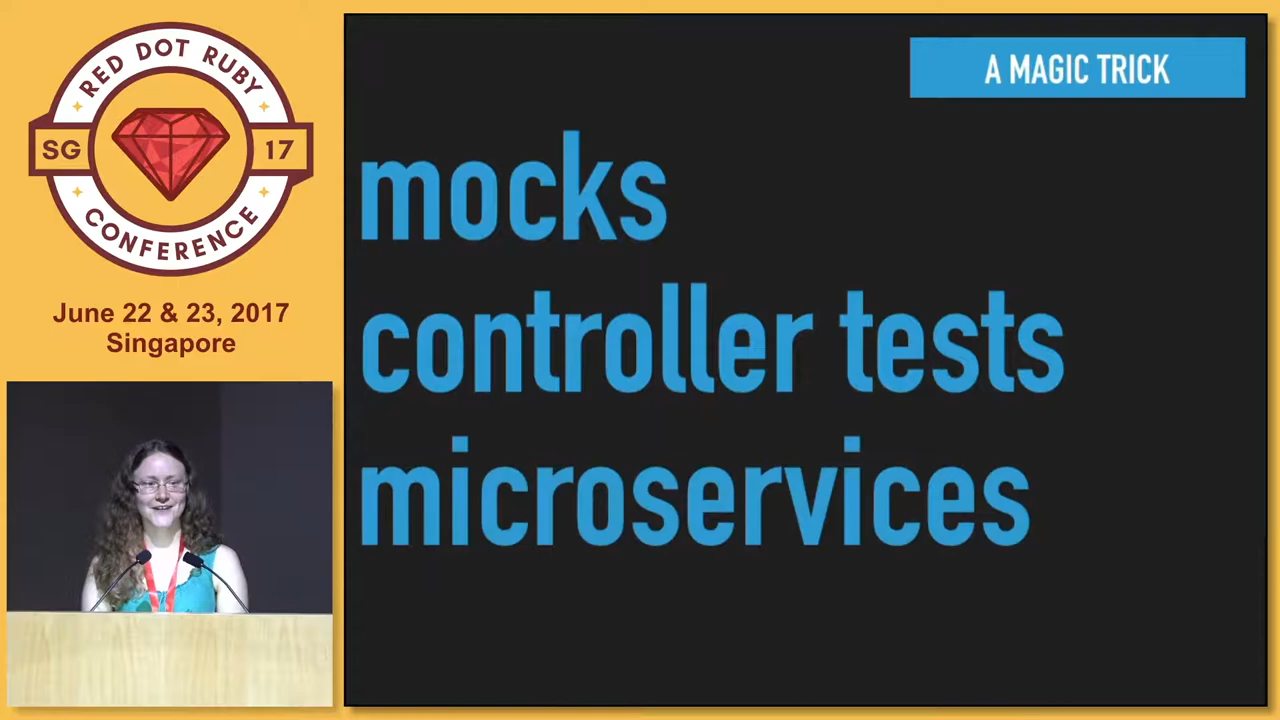 RED DOT RUBY
SG 17
CONFERENCE
June 22 & 23, 2017
Singapore
A MAGIC TRICK
mocks
controller tests
microservices